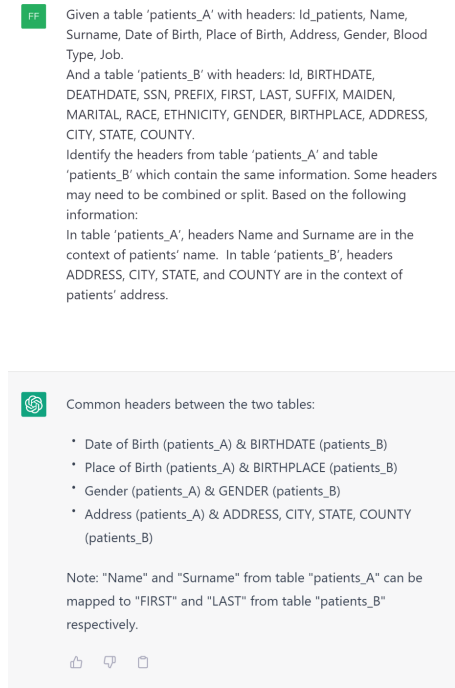 FF
Given a table ‘patients_A’ with headers: Id_patients, Name,
Surname, Date of Birth, Place of Birth, Address, Gender, Blood
Type, Job.
And a table ‘patients_B’ with headers: Id, BIRTHDATE,
DEATHDATE, SSN, PREFIX, FIRST, LAST, SUFFIX, MAIDEN,
MARITAL, RACE, ETHNICITY, GENDER, BIRTHPLACE, ADDRESS,
CITY, STATE, COUNTY.
Identify the headers from table ‘patients_A’ and table
‘patients_B’ which contain the same information. Some headers
may need to be combined or split. Based on the following
information:
In table ‘patients_A’, headers Name and Surname are in the
context of patients’ name.  In table ‘patients_B’, headers
ADDRESS, CITY, STATE, and COUNTY are in the context of
patients’ address.
Common headers between the two tables:
• Date of Birth (patients_A) & BIRTHDATE (patients_B)
• Place of Birth (patients_A) & BIRTHPLACE (patients_B)
• Gender (patients_A) & GENDER (patients_B)
• Address (patients_A) & ADDRESS, CITY, STATE, COUNTY
(patients_B)
Note: "Name" and "Surname" from table "patients_A" can be
mapped to "FIRST" and "LAST" from table "patients_B"
respectively.